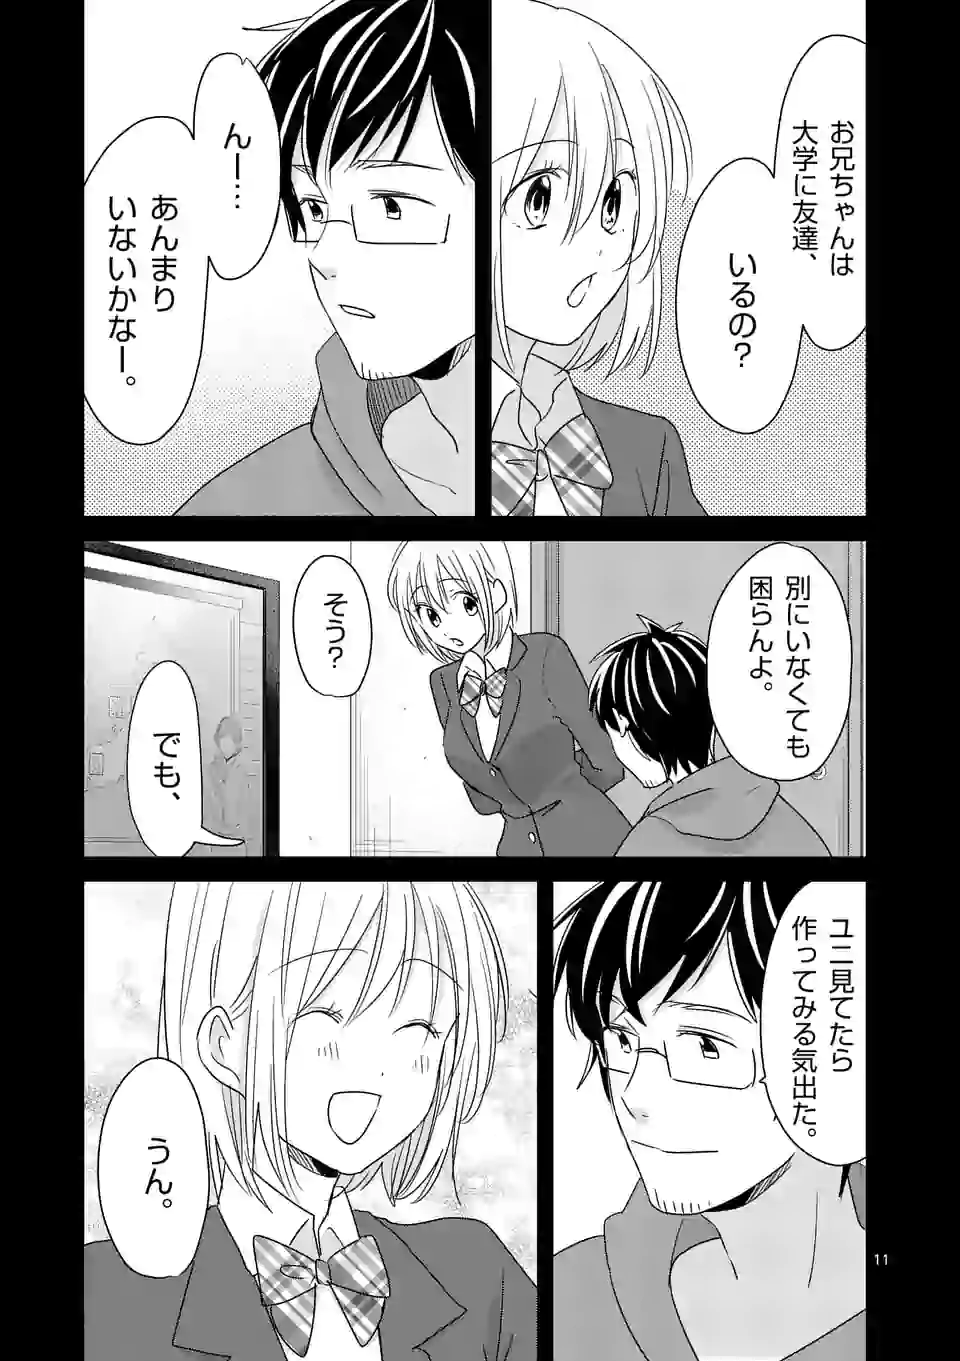 お兄ちゃんは
大学に友達、
いるの？
んー…
あんまり
いないかなー。
別にいなくても
困らんよ。
そう？
でも、
ユニ見てたら
作ってみる気出た。
うん。
11